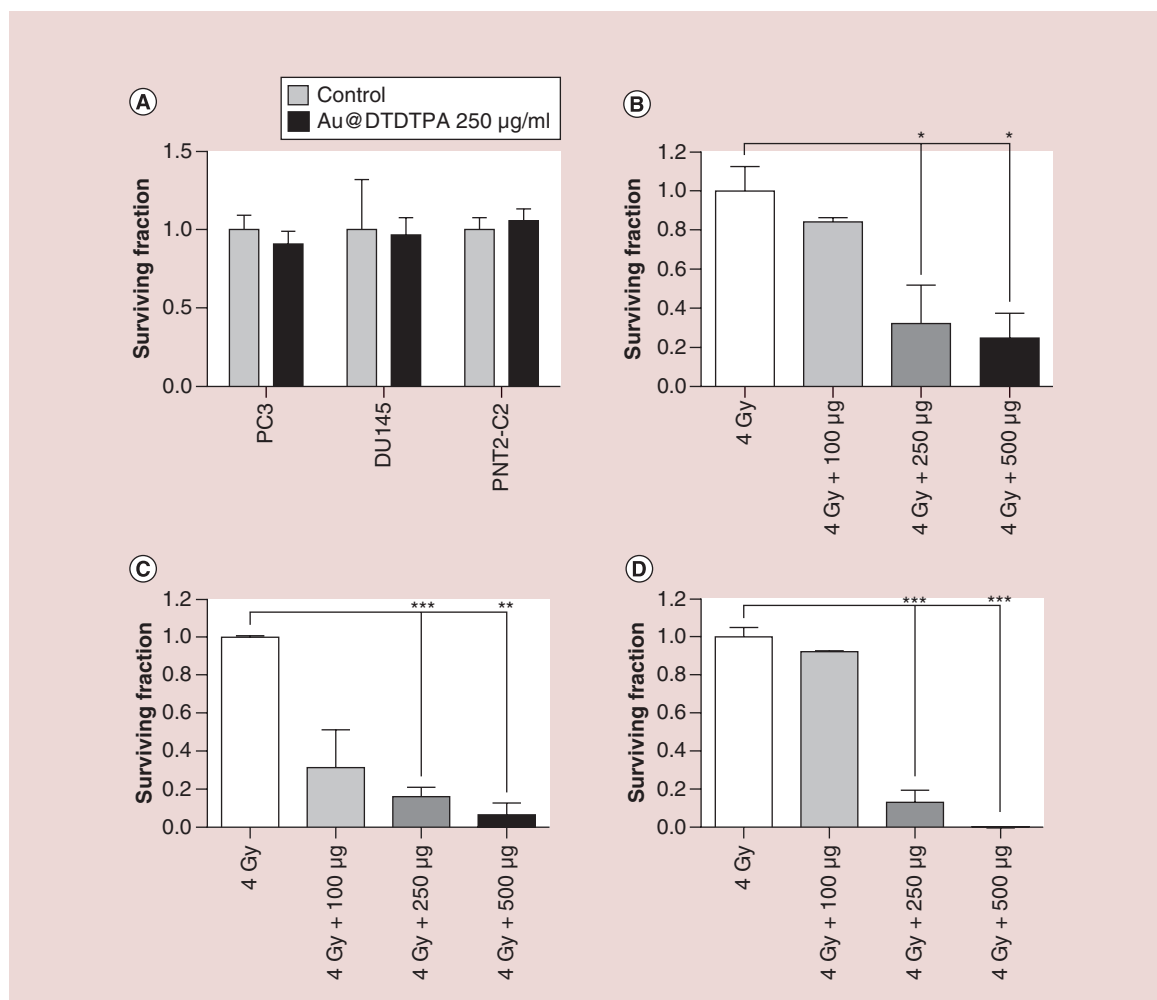 A
Control
Au@DTDTPA 250 µg/ml
Surviving fraction
1.5
1.0
0.5
0.0
PC3
DU145
PNT2-C2
B
Surviving fraction
1.2
1.0
0.8
0.6
0.4
0.2
0.0
*
*
4 Gy
4 Gy + 100 µg
4 Gy + 250 µg
4 Gy + 500 µg
C
Surviving fraction
1.2
1.0
0.8
0.6
0.4
0.2
0.0
***
**
4 Gy
4 Gy + 100 µg
4 Gy + 250 µg
4 Gy + 500 µg
D
Surviving fraction
1.2
1.0
0.8
0.6
0.4
0.2
0.0
***
***
4 Gy
4 Gy + 100 µg
4 Gy + 250 µg
4 Gy + 500 µg